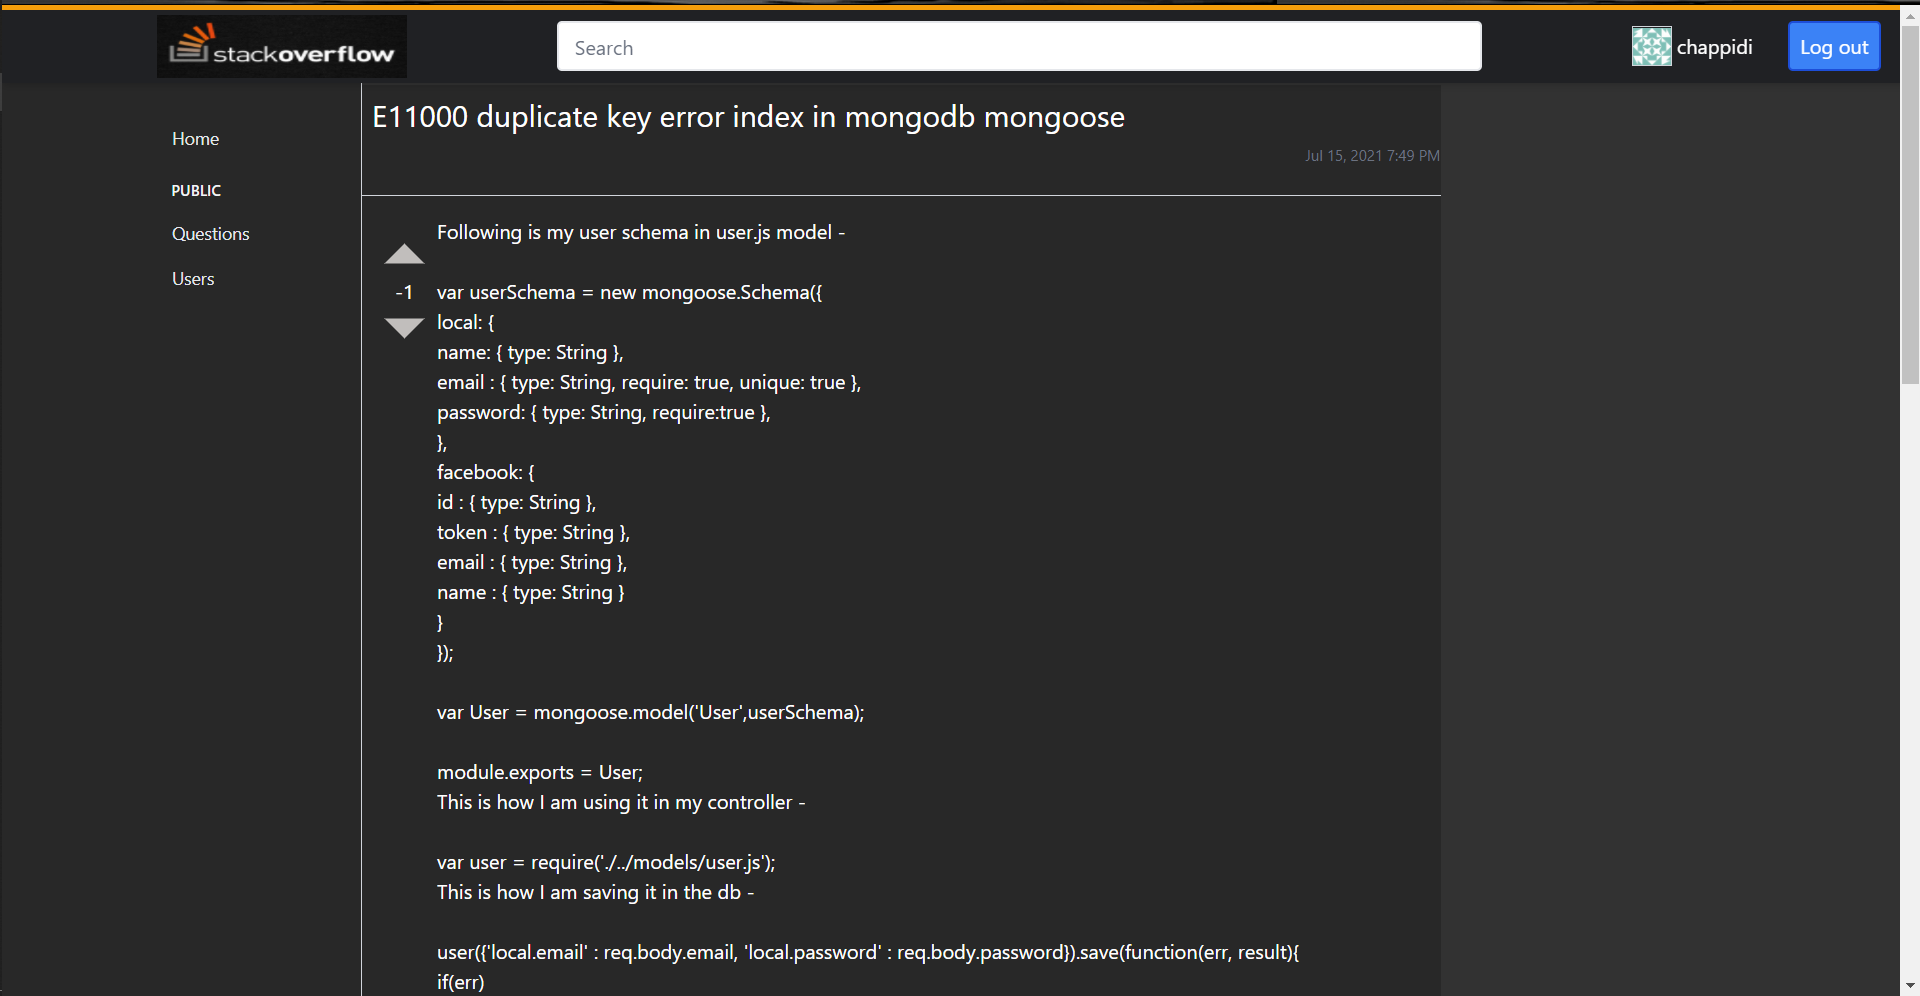 stackoverflow
Search
chappidi
Log out
Home
PUBLIC
Questions
Users
E11000 duplicate key error index in mongodb mongoose
Jul 15, 2021 7:49 PM
-1
Following is my user schema in user.js model -
var userSchema = new mongoose.Schema({
local: {
name: { type: String },
email : { type: String, require: true, unique: true },
password: { type: String, require:true },
},
facebook: {
id : { type: String },
token : { type: String },
email : { type: String },
name : { type: String }
}
});
var User = mongoose.model('User',userSchema);
module.exports = User;
This is how I am using it in my controller -
var user = require('./../models/user.js');
This is how I am saving it in the db -
user({'local.email' : req.body.email, 'local.password' : req.body.password}).save(function(err, result){
if(err)